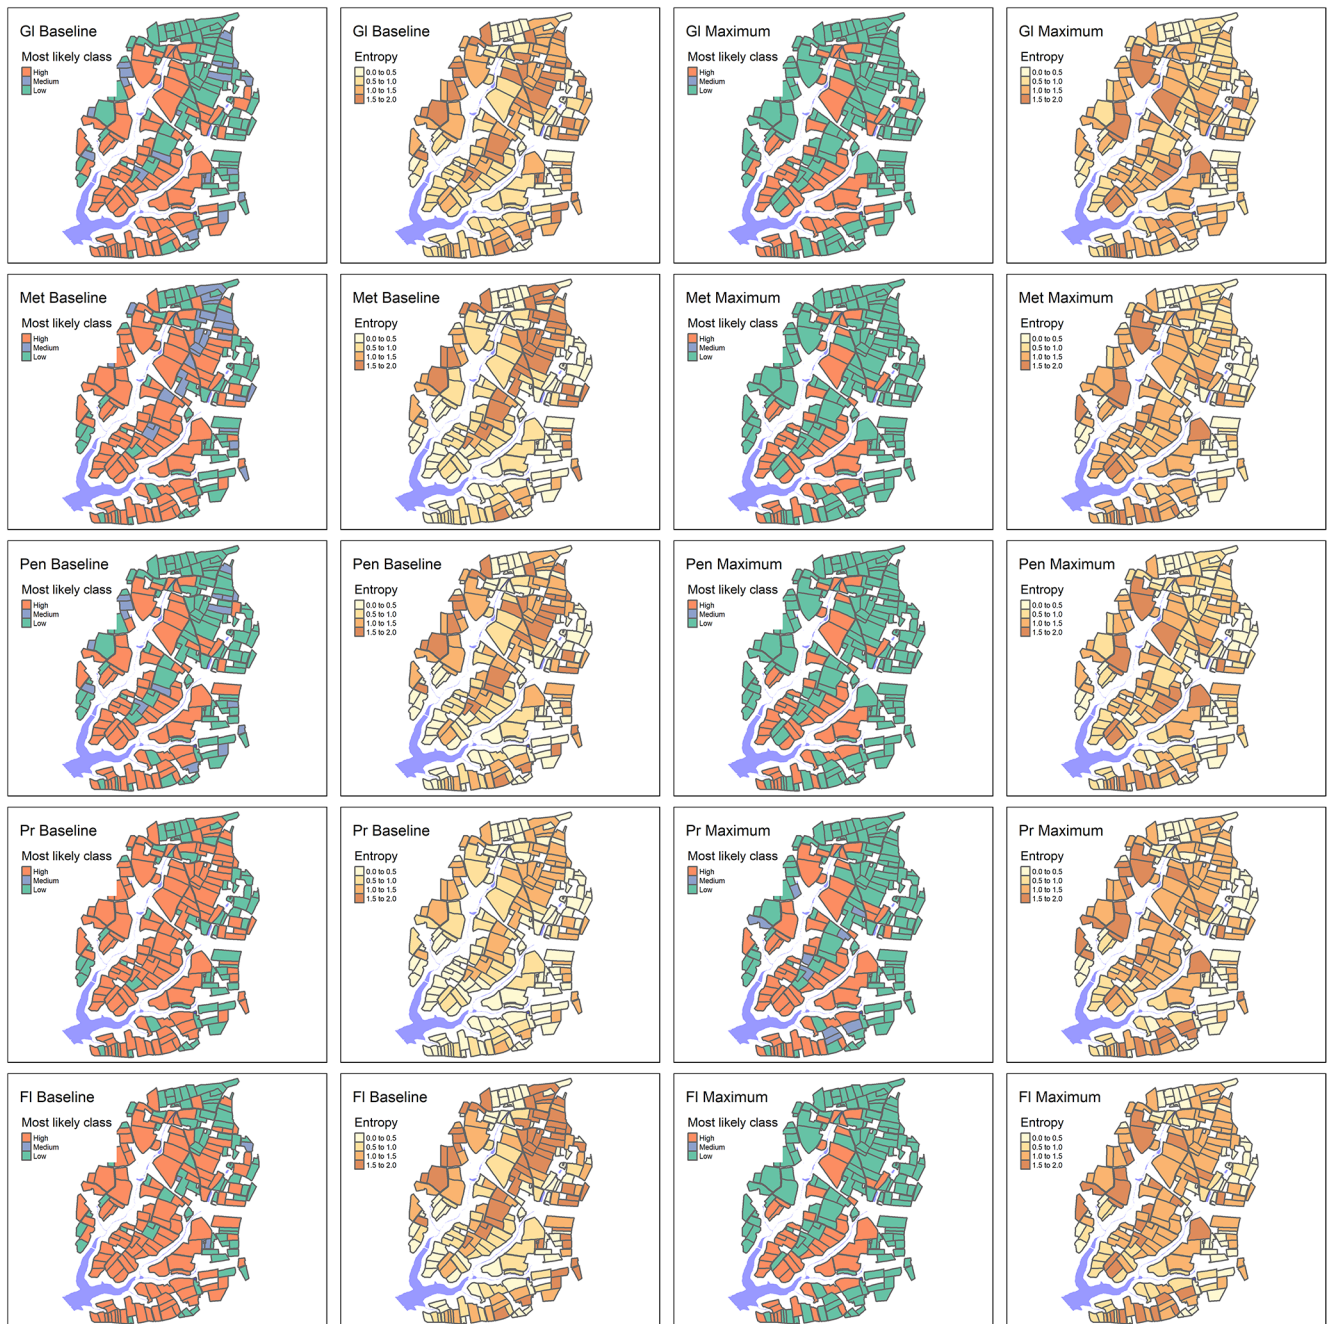 Gl Baseline
Most likely class
High
Medium
Low
Gl Baseline
Entropy
0.0 to 0.5
0.5 to 1.0
1.0 to 1.5
1.5 to 2.0
Gl Maximum
Most likely class
High
Medium
Low
Gl Maximum
Entropy
0.0 to 0.5
0.5 to 1.0
1.0 to 1.5
1.5 to 2.0
Met Baseline
Most likely class
High
Medium
Low
Met Baseline
Entropy
0.0 to 0.5
0.5 to 1.0
1.0 to 1.5
1.5 to 2.0
Met Maximum
Most likely class
High
Medium
Low
Met Maximum
Entropy
0.0 to 0.5
0.5 to 1.0
1.0 to 1.5
1.5 to 2.0
Pen Baseline
Most likely class
High
Medium
Low
Pen Baseline
Entropy
0.0 to 0.5
0.5 to 1.0
1.0 to 1.5
1.5 to 2.0
Pen Maximum
Most likely class
High
Medium
Low
Pen Maximum
Entropy
0.0 to 0.5
0.5 to 1.0
1.0 to 1.5
1.5 to 2.0
Pr Baseline
Most likely class
High
Medium
Low
Pr Baseline
Entropy
0.0 to 0.5
0.5 to 1.0
1.0 to 1.5
1.5 to 2.0
Pr Maximum
Most likely class
High
Medium
Low
Pr Maximum
Entropy
0.0 to 0.5
0.5 to 1.0
1.0 to 1.5
1.5 to 2.0
Fl Baseline
Most likely class
High
Medium
Low
Fl Baseline
Entropy
0.0 to 0.5
0.5 to 1.0
1.0 to 1.5
1.5 to 2.0
Fl Maximum
Most likely class
High
Medium
Low
Fl Maximum
Entropy
0.0 to 0.5
0.5 to 1.0
1.0 to 1.5
1.5 to 2.0